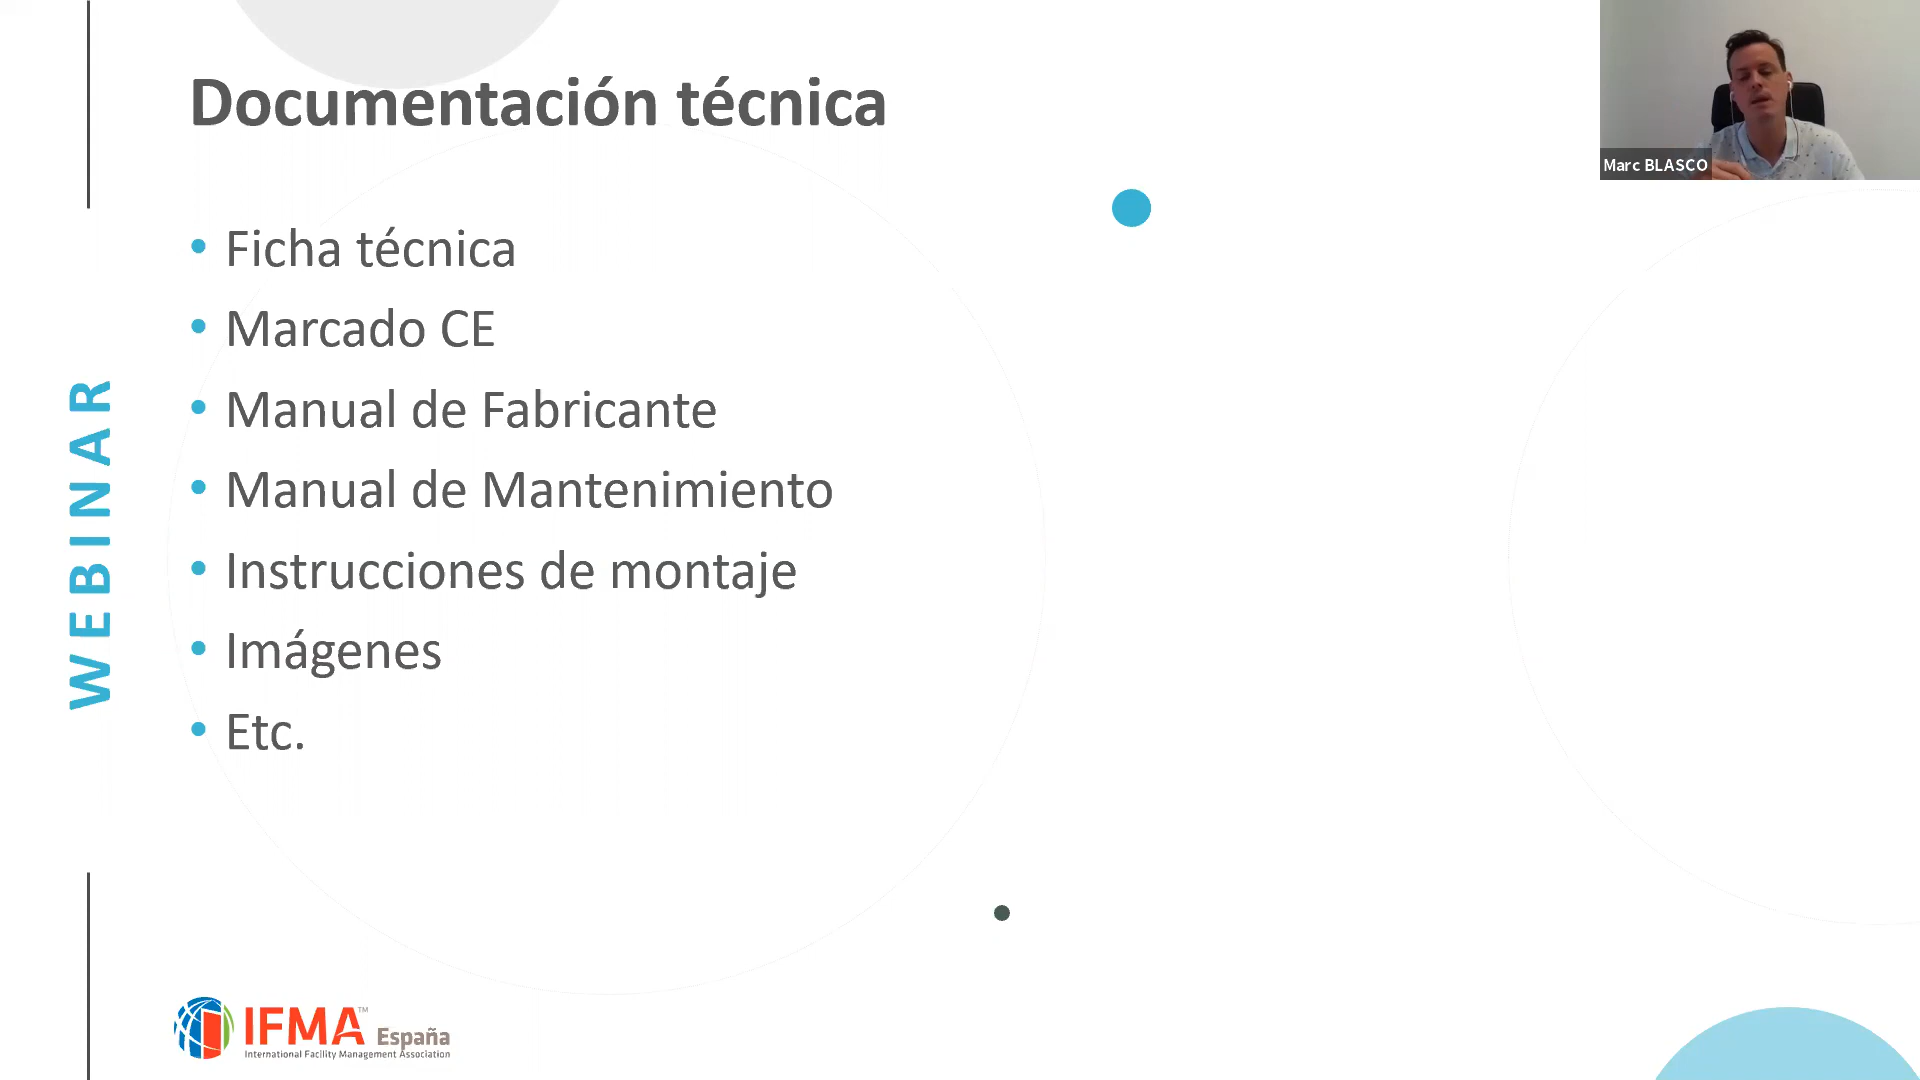 Documentación técnica
Marc BLASCO
• Ficha técnica
• Marcado CE
• Manual de Fabricante
• Manual de Mantenimiento
• Instrucciones de montaje
• Imágenes
• Etc.
WEBINAR
IFMA™ España
International Facility Management Association